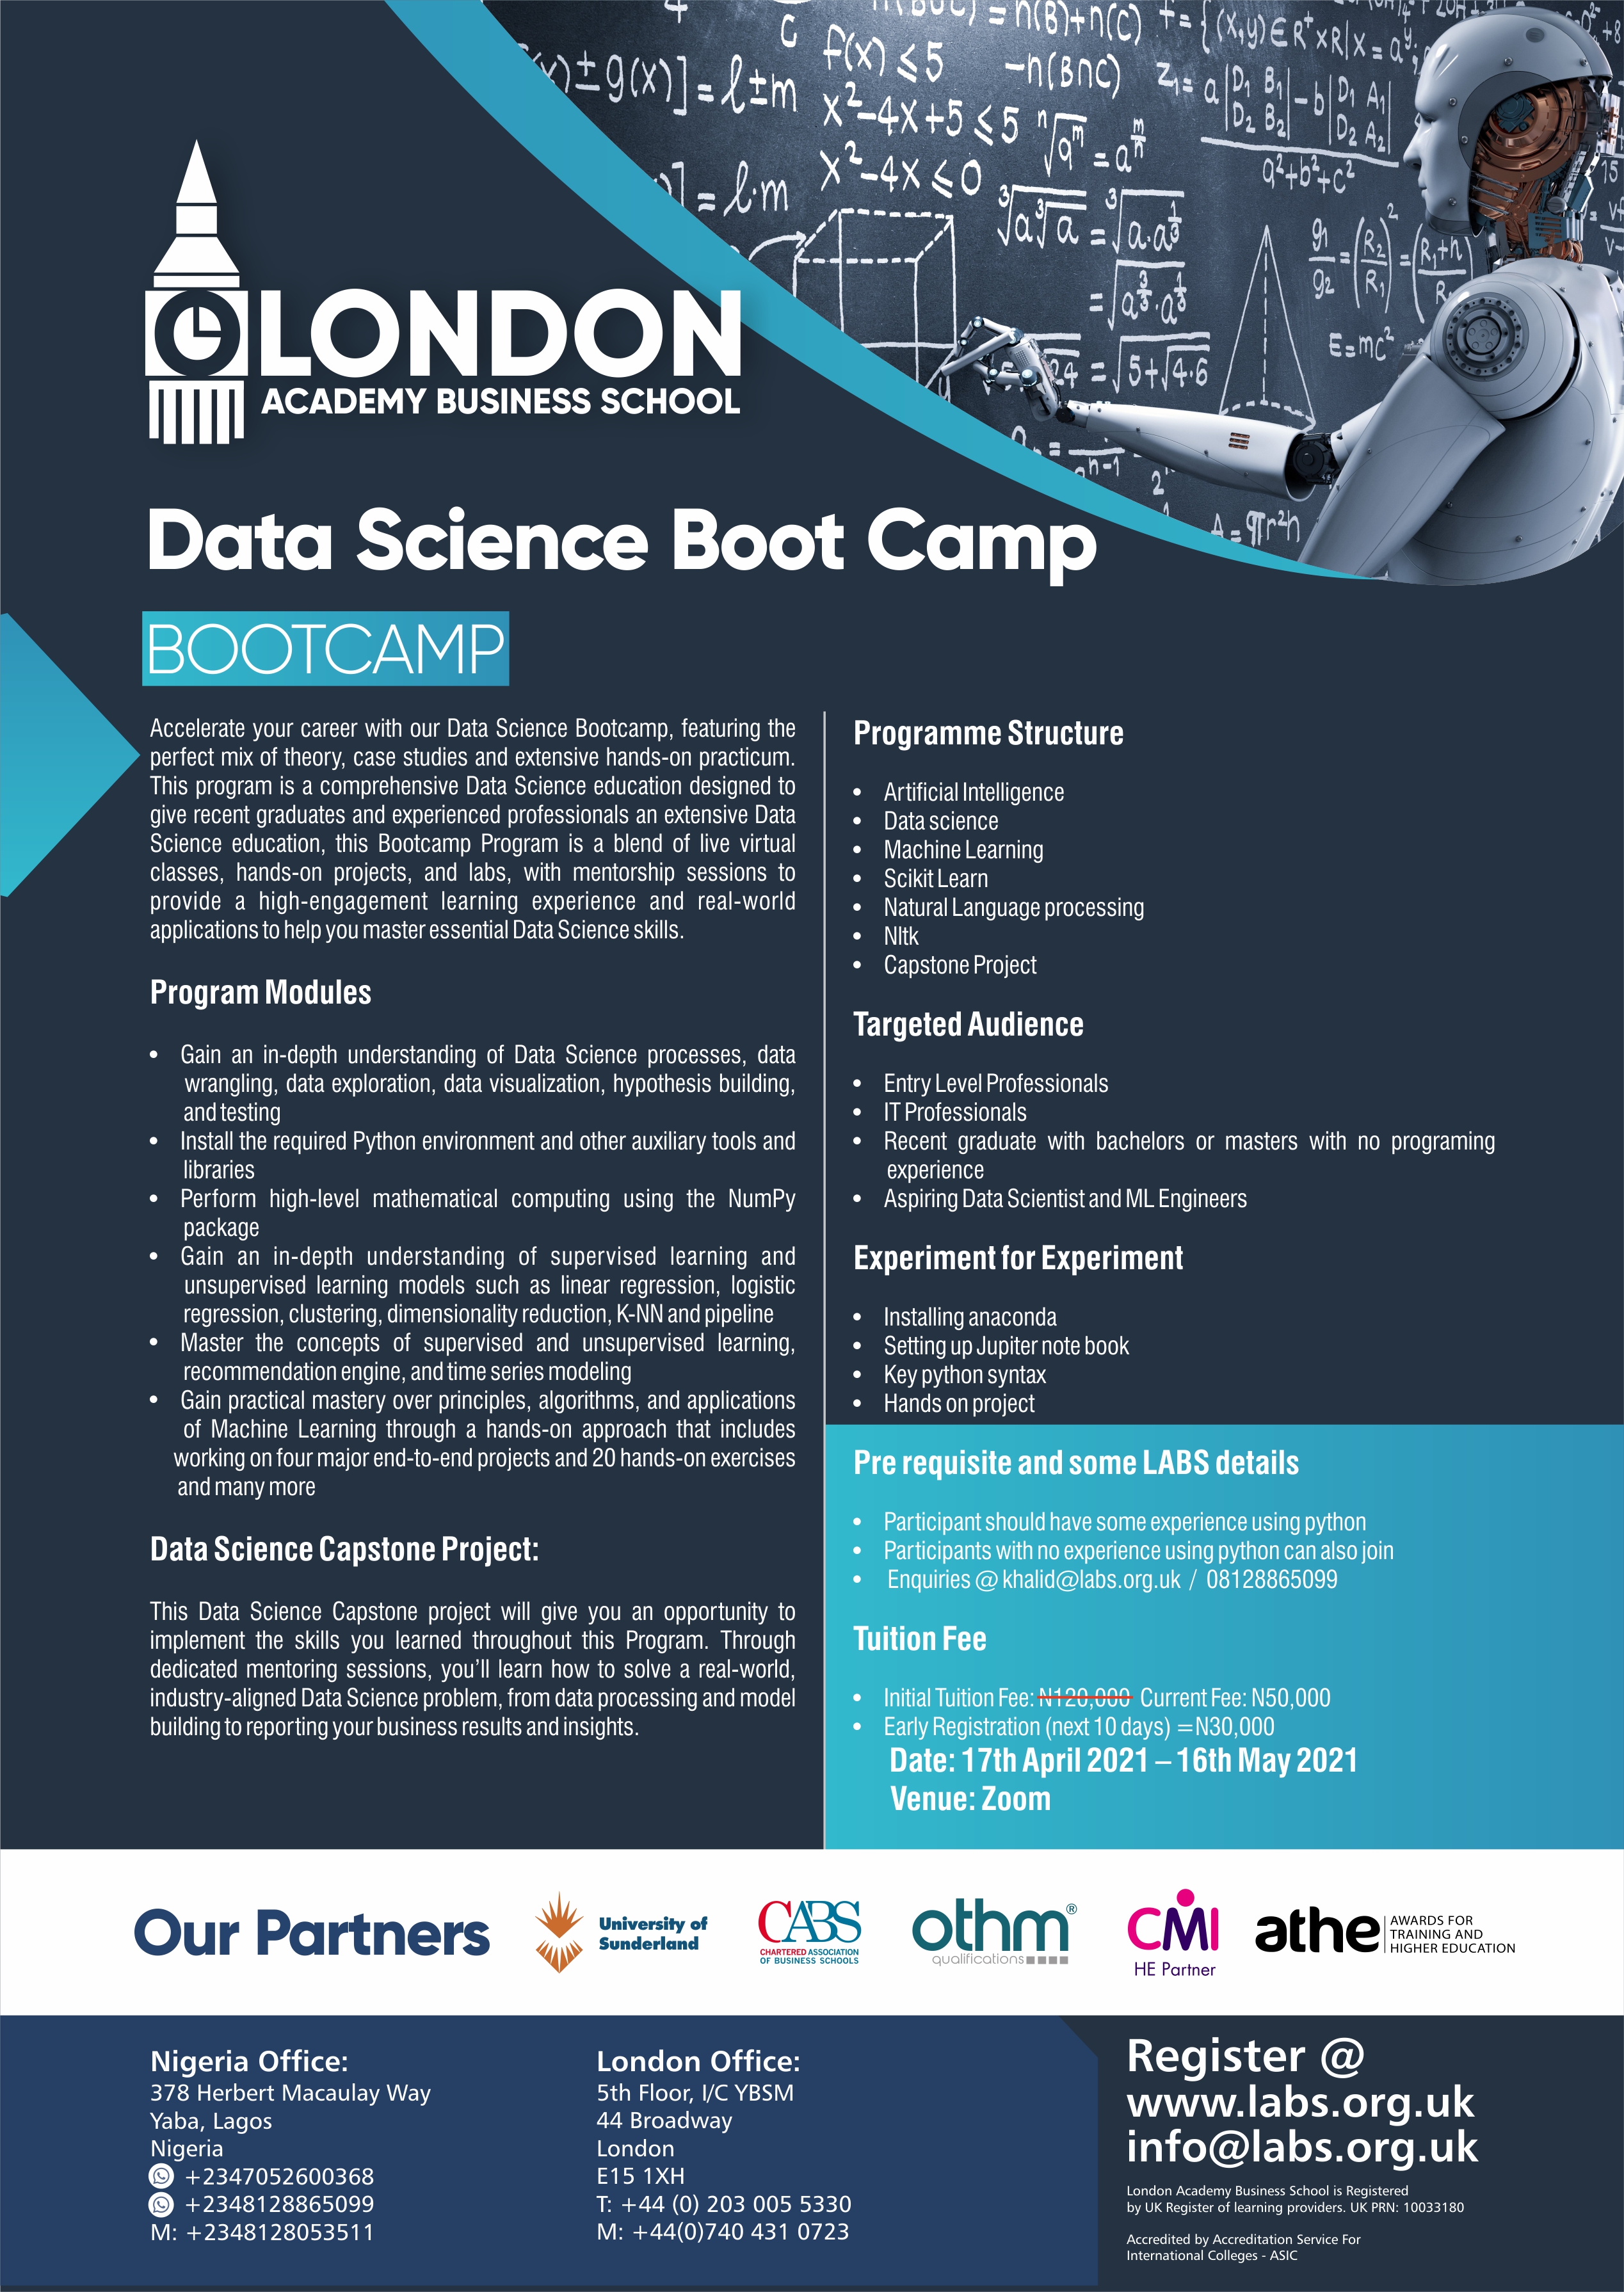 c
n(B)+n(C)
f(x) ≤ 5
-n(B∩C)
x)±g(x)] = l±m
x²-4x+5 ≤ 5
x²-4x ≤ 0
] = l·m
a²+b²+c²
E=mc²
A=πr²h
LONDON
ACADEMY BUSINESS SCHOOL
Data Science Boot Camp
BOOTCAMP
Accelerate your career with our Data Science Bootcamp, featuring the
perfect mix of theory, case studies and extensive hands-on practicum.
This program is a comprehensive Data Science education designed to
give recent graduates and experienced professionals an extensive Data
Science education, this Bootcamp Program is a blend of live virtual
classes, hands-on projects, and labs, with mentorship sessions to
provide a high-engagement learning experience and real-world
applications to help you master essential Data Science skills.
Program Modules
• Gain an in-depth understanding of Data Science processes, data
wrangling, data exploration, data visualization, hypothesis building,
and testing
• Install the required Python environment and other auxiliary tools and
libraries
• Perform high-level mathematical computing using the NumPy
package
• Gain an in-depth understanding of supervised learning and
unsupervised learning models such as linear regression, logistic
regression, clustering, dimensionality reduction, K-NN and pipeline
• Master the concepts of supervised and unsupervised learning,
recommendation engine, and time series modeling
• Gain practical mastery over principles, algorithms, and applications
of Machine Learning through a hands-on approach that includes
working on four major end-to-end projects and 20 hands-on exercises
and many more
Data Science Capstone Project:
This Data Science Capstone project will give you an opportunity to
implement the skills you learned throughout this Program. Through
dedicated mentoring sessions, you'll learn how to solve a real-world,
industry-aligned Data Science problem, from data processing and model
building to reporting your business results and insights.
Programme Structure
• Artificial Intelligence
• Data science
• Machine Learning
• Scikit Learn
• Natural Language processing
• Nltk
• Capstone Project
Targeted Audience
• Entry Level Professionals
• IT Professionals
• Recent graduate with bachelors or masters with no programing
experience
• Aspiring Data Scientist and ML Engineers
Experiment for Experiment
• Installing anaconda
• Setting up Jupiter note book
• Key python syntax
• Hands on project
Pre requisite and some LABS details
• Participant should have some experience using python
• Participants with no experience using python can also join
• Enquiries @ khalid@labs.org.uk / 08128865099
Tuition Fee
• Initial Tuition Fee: N120,000 Current Fee: N50,000
• Early Registration (next 10 days) =N30,000
Date: 17th April 2021 – 16th May 2021
Venue: Zoom
Our Partners
University of
Sunderland
CABS
CHARTERED ASSOCIATION
OF BUSINESS SCHOOLS
othm®
qualifications
CMI
HE Partner
athe
AWARDS FOR
TRAINING AND
HIGHER EDUCATION
Nigeria Office:
378 Herbert Macaulay Way
Yaba, Lagos
Nigeria
+2347052600368
+2348128865099
M: +2348128053511
London Office:
5th Floor, I/C YBSM
44 Broadway
London
E15 1XH
T: +44 (0) 203 005 5330
M: +44(0)740 431 0723
Register @
www.labs.org.uk
info@labs.org.uk
London Academy Business School is Registered
by UK Register of learning providers. UK PRN: 10033180
Accredited by Accreditation Service For
International Colleges - ASIC